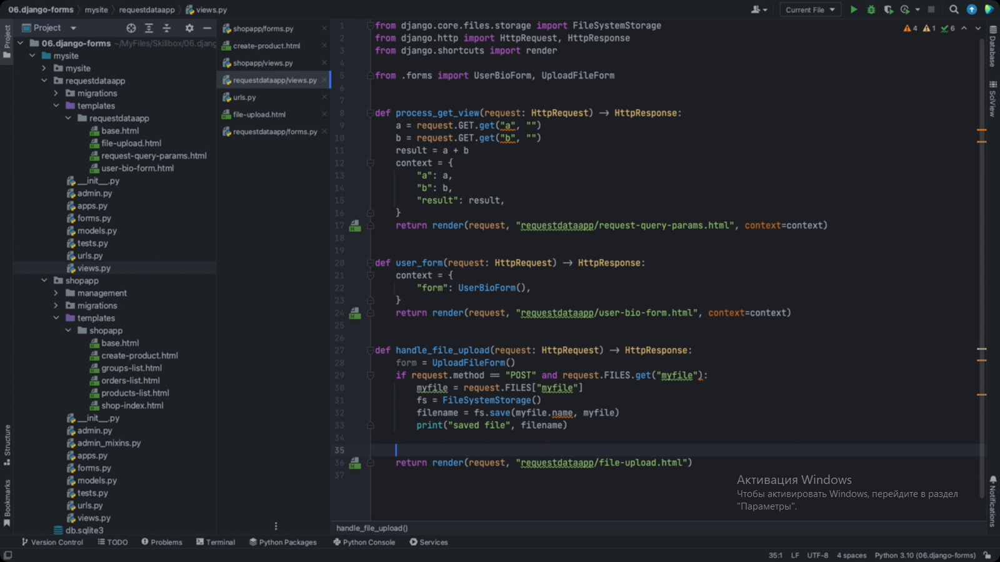 06.django-forms mysite requestdataapp views.py
Current File
Project
Project
06.django-forms ~/MyFiles/Skillbox/06.djang
mysite
mysite
requestdataapp
migrations
templates
requestdataapp
base.html
file-upload.html
request-query-params.html
user-bio-form.html
__init__.py
admin.py
apps.py
forms.py
models.py
tests.py
urls.py
views.py
shopapp
management
migrations
templates
shopapp
base.html
create-product.html
groups-list.html
orders-list.html
products-list.html
shop-index.html
__init__.py
admin.py
admin_mixins.py
apps.py
forms.py
models.py
tests.py
urls.py
views.py
db.sqlite3
Structure
Bookmarks
shopapp/forms.py
create-product.html
shopapp/views.py
requestdataapp/views.py
urls.py
file-upload.html
requestdataapp/forms.py
4 1 6
1 from django.core.files.storage import FileSystemStorage
2 from django.http import HttpRequest, HttpResponse
3 from django.shortcuts import render
4
5 from .forms import UserBioForm, UploadFileForm
6
7
8 def process_get_view(request: HttpRequest) -> HttpResponse:
9 a = request.GET.get("a", "")
10 b = request.GET.get("b", "")
11 result = a + b
12 context = {
13 "a": a,
14 "b": b,
15 "result": result,
16 }
17 return render(request, "requestdataapp/request-query-params.html", context=context)
18
19
20 def user_form(request: HttpRequest) -> HttpResponse:
21 context = {
22 "form": UserBioForm(),
23 }
24 return render(request, "requestdataapp/user-bio-form.html", context=context)
25
26
27 def handle_file_upload(request: HttpRequest) -> HttpResponse:
28 form = UploadFileForm()
29 if request.method == "POST" and request.FILES.get("myfile"):
30 myfile = request.FILES["myfile"]
31 fs = FileSystemStorage()
32 filename = fs.save(myfile.name, myfile)
33 print("saved file", filename)
34
35
36 return render(request, "requestdataapp/file-upload.html")
37
Database
SciView
Notifications
Активация Windows
Чтобы активировать Windows, перейдите в раздел
"Параметры".
handle_file_upload()
Version Control TODO Problems Terminal Python Packages Python Console Services
35:1 LF UTF-8 4 spaces Python 3.10 (06.django-forms)